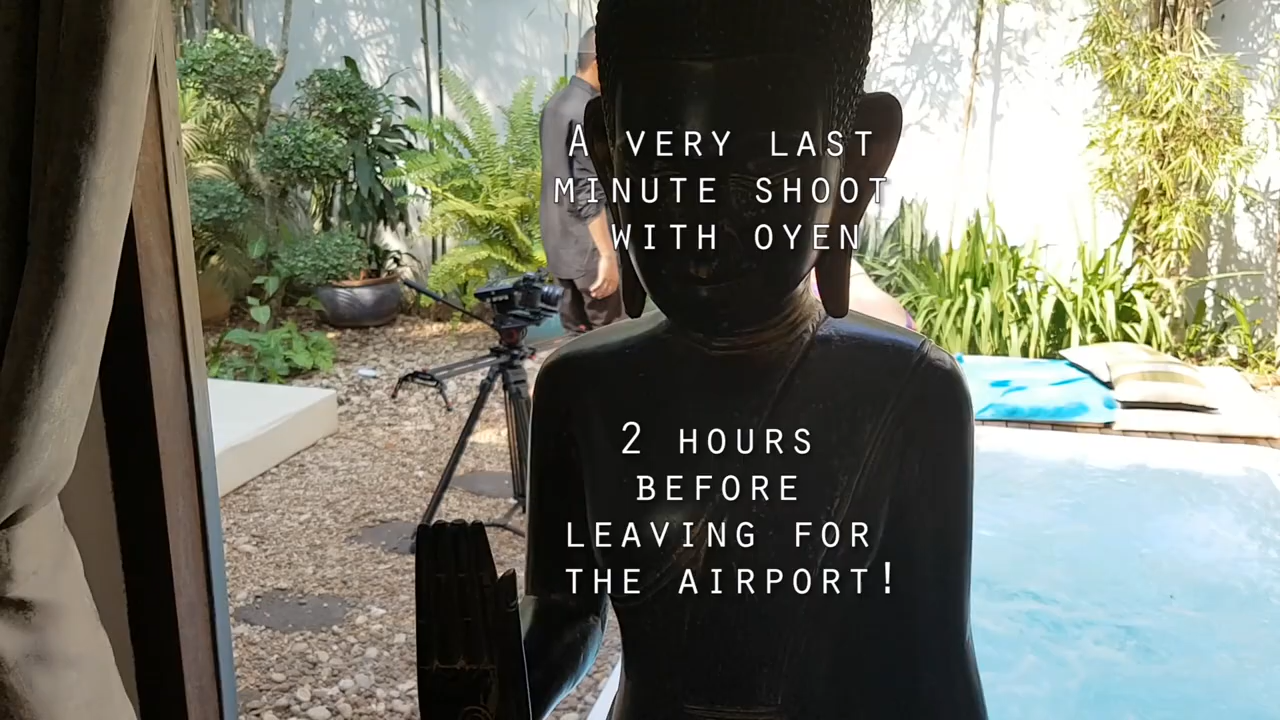 A VERY LAST
MINUTE SHOOT
WITH OYEN
2 HOURS
BEFORE
LEAVING FOR
THE AIRPORT!